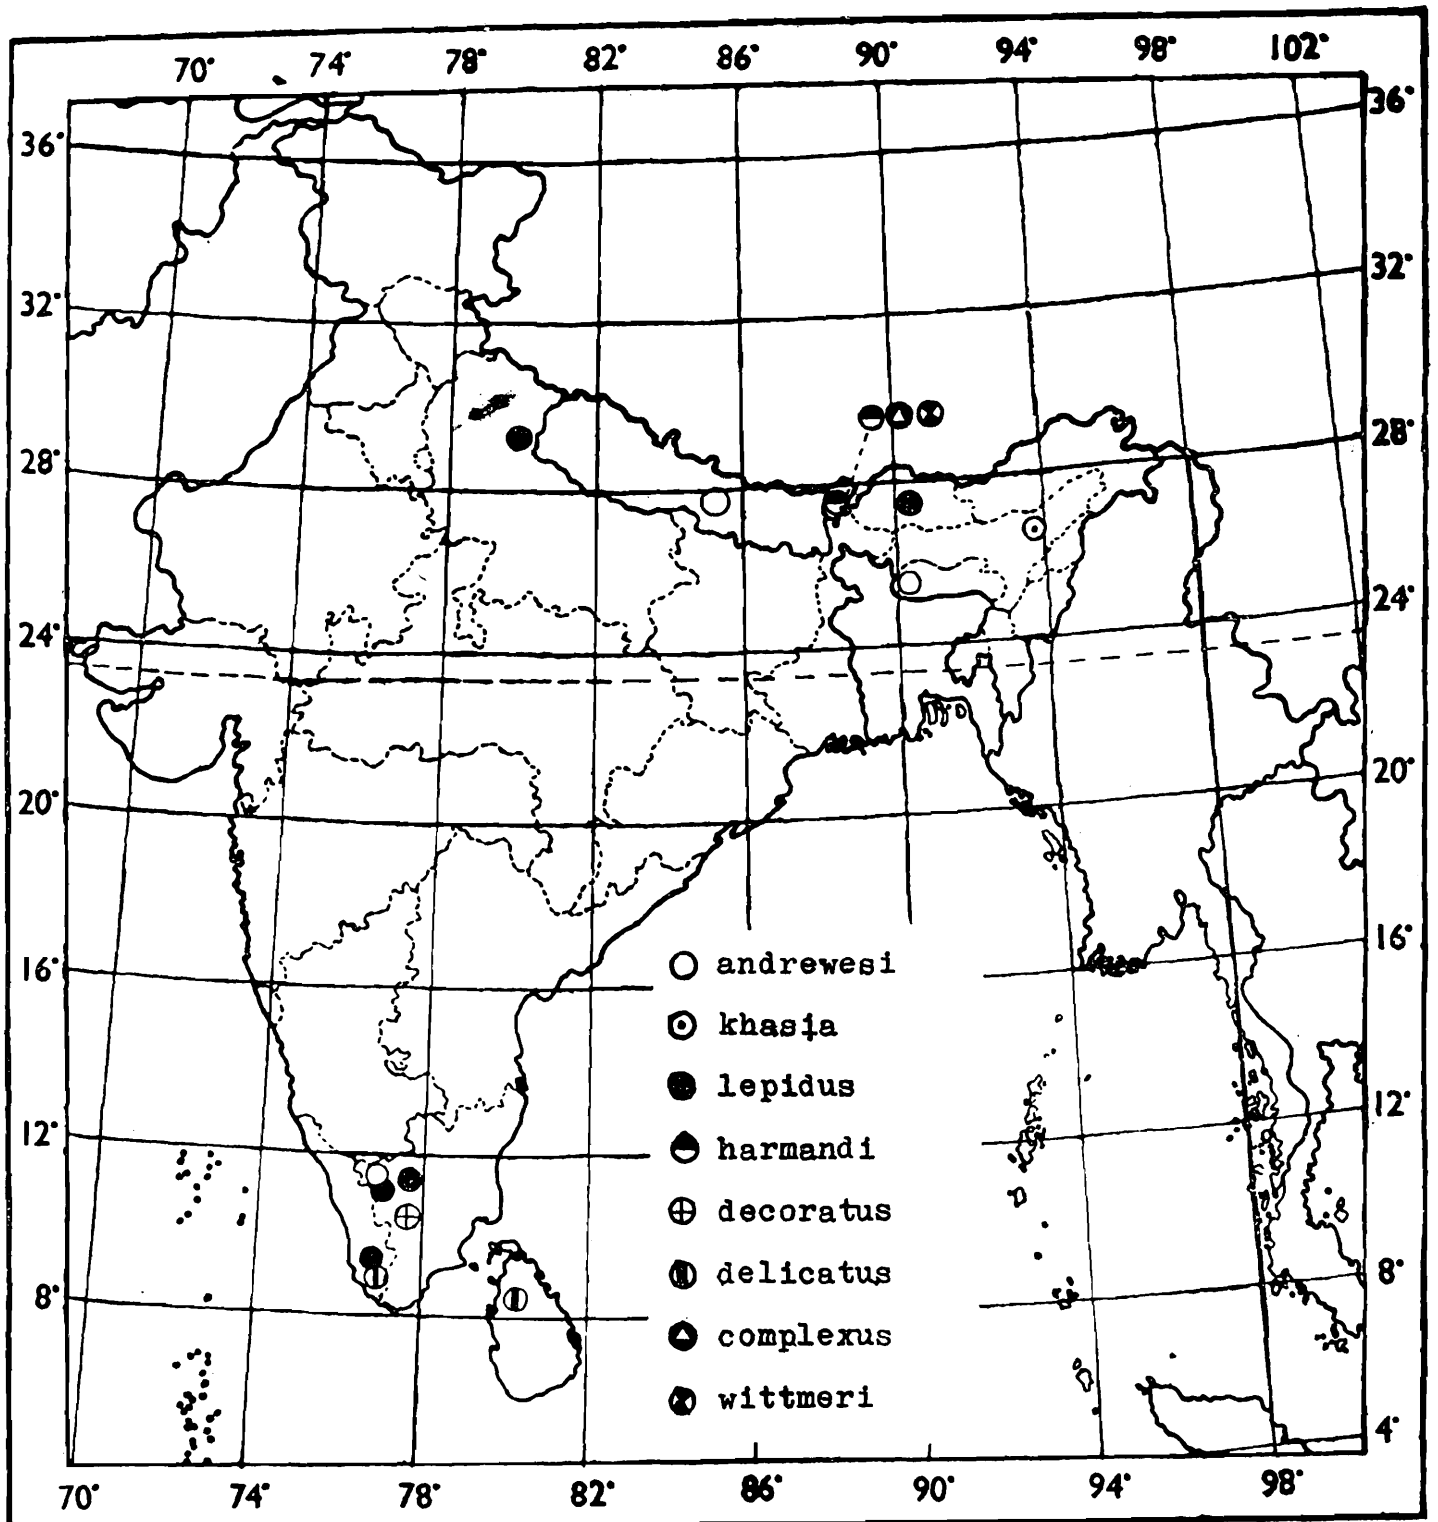 70° 74° 78° 82° 86° 90° 94° 98° 102°
36° 36°
32° 32°
28° 28°
24° 24°
20° 20°
16° 16°
12° 12°
8° 8°
4°
andrewesi
khasia
lepidus
harmandi
decoratus
delicatus
complexus
wittmeri
70° 74° 78° 82° 86° 90° 94° 98°